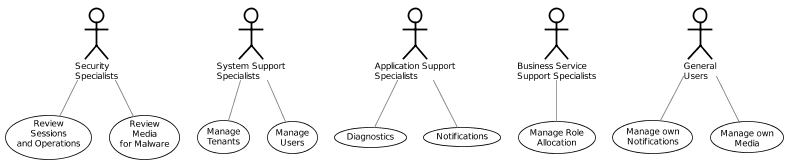 Security
Specialists
System Support
Specialists
Application Support
Specialists
Business Service
Support Specialists
General
Users
Review
Sessions
and Operations
Review
Media
for Malware
Manage
Tenants
Manage
Users
Diagnostics
Notifications
Manage Role
Allocation
Manage own
Notifications
Manage own
Media